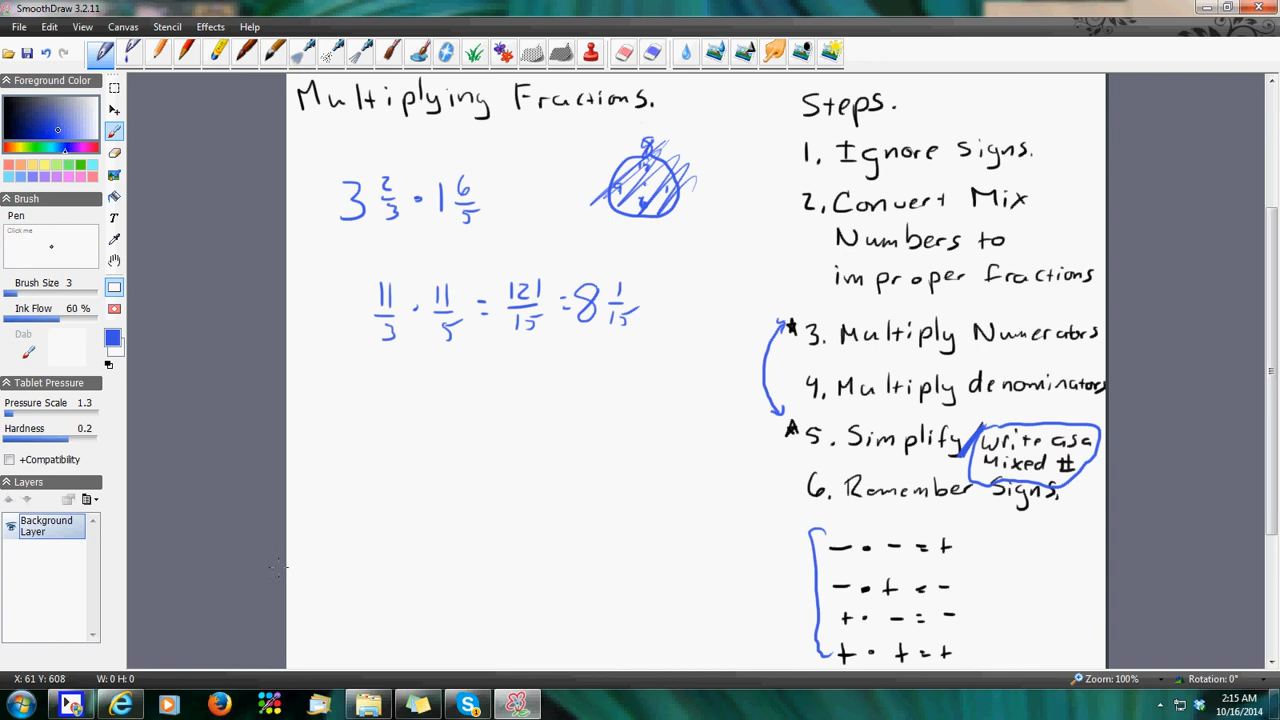 SmoothDraw 3.2.11
File Edit View Canvas Stencil Effects Window Help
Foreground Color
Brush
Pen
Click me
Brush Size 3
Ink Flow 60 %
Dab
Tablet Pressure
Pressure Scale 1.3
Hardness 0.2
+Compatibility
Layers
Background
Layer
Multiplying Fractions.
3 2/3 · 1 6/5
11/3 · 11/5 = 121/15 = 8 1/15
Steps.
1. Ignore signs.
2. Convert Mix
Numbers to
improper fractions
3. Multiply Numerators
4. Multiply denominators
5. Simplify write as a
Mixed #
6. Remember Signs.
- · - = +
- · + = -
+ · - = -
+ · + = +
X: 61 Y: 608 W: 0 H: 0
Zoom: 100% Rotation: 0°
2:15 AM
10/16/2014